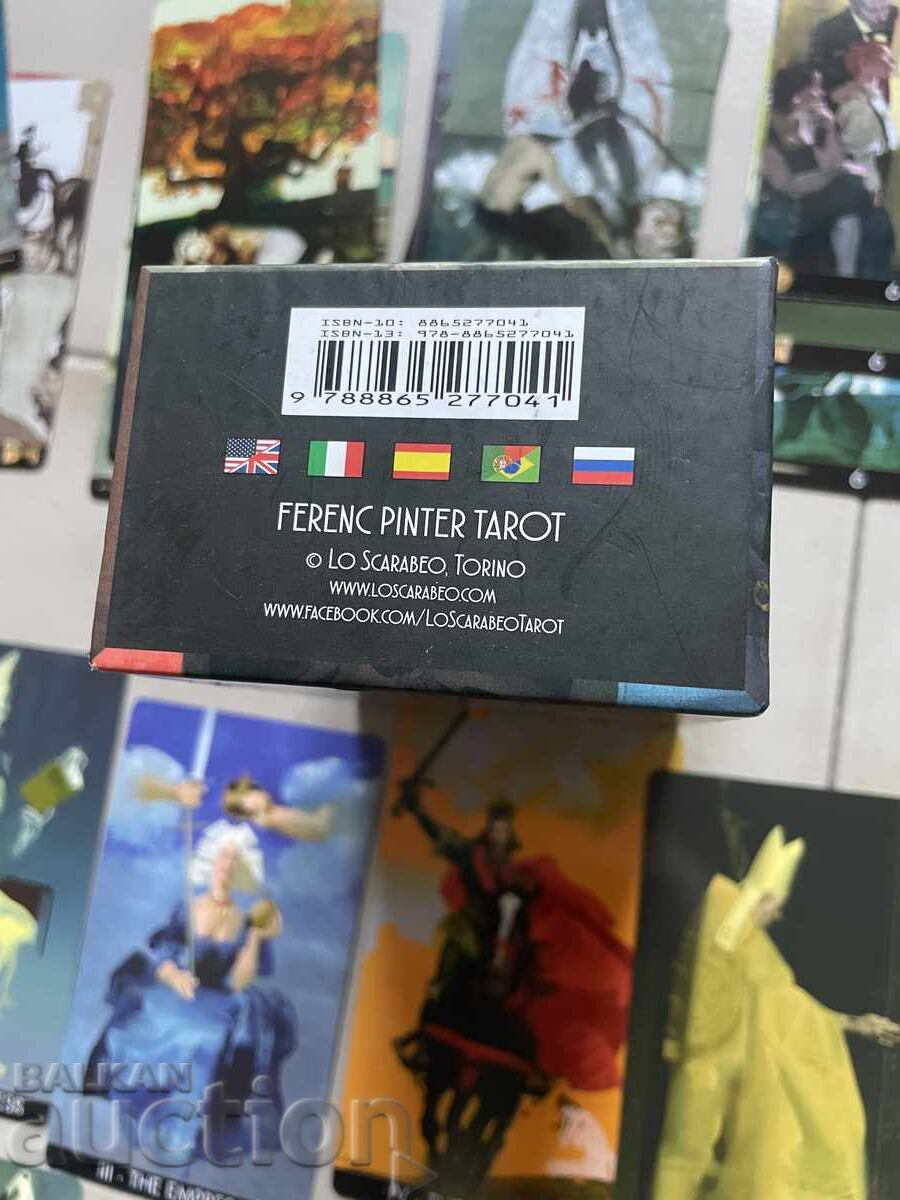 ISBN-10: 8865277041
ISBN-13: 978-8865277041
9 788865 277041
FERENC PINTER TAROT
© LO SCARABEO, TORINO
WWW.LOSCARABEO.COM
WWW.FACEBOOK.COM/LOSCARABEOTAROT
BALKAN
auction
III - THE EMPRESS